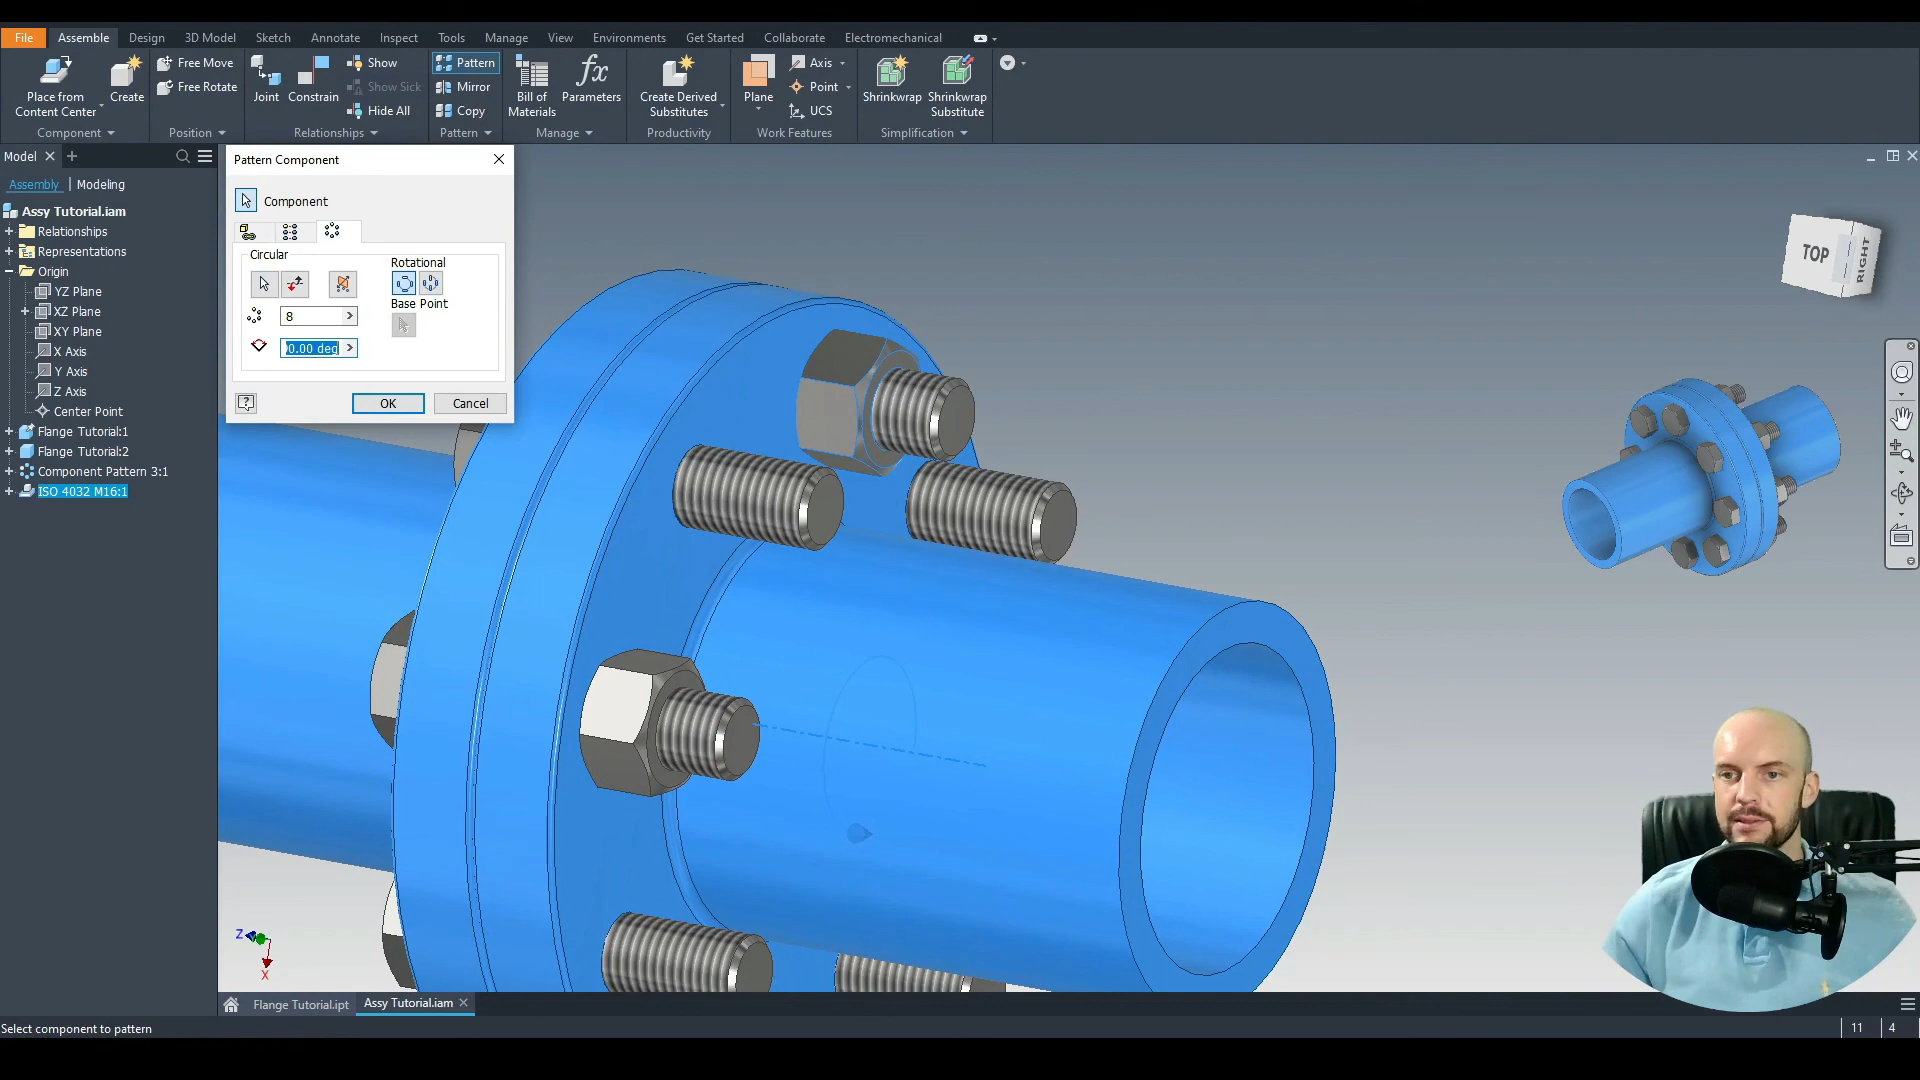 File Assemble Design 3D Model Sketch Annotate Inspect Tools Manage View Environments Get Started Collaborate Electromechanical
Place from Content Center
Create
Free Move
Free Rotate
Joint
Constrain
Show
Show Sick
Hide All
Pattern
Mirror
Copy
Bill of Materials
Parameters
Create Derived Substitutes
Plane
Axis
Point
UCS
Shrinkwrap
Shrinkwrap Substitute
Component Position Relationships Pattern Manage Productivity Work Features Simplification
Model
Assembly | Modeling
Assy Tutorial.iam
Relationships
Representations
Origin
YZ Plane
XZ Plane
XY Plane
X Axis
Y Axis
Z Axis
Center Point
Flange Tutorial:1
Flange Tutorial:2
Component Pattern 3:1
ISO 4032 M16:1
Pattern Component
Component
Circular
Rotational
Base Point
8
0.00 deg
OK
Cancel
TOP
RIGHT
Z
X
Flange Tutorial.ipt
Assy Tutorial.iam
Select component to pattern
11
4